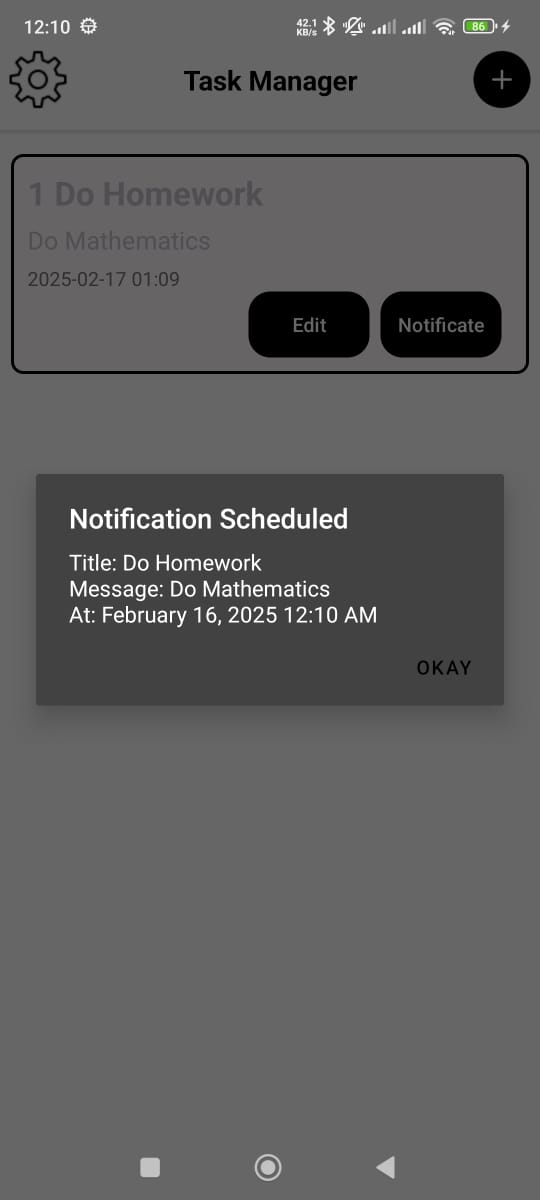 12:10
42.1
KB/s
86
Task Manager
1 Do Homework
Do Mathematics
2025-02-17 01:09
Edit
Notificate
Notification Scheduled
Title: Do Homework
Message: Do Mathematics
At: February 16, 2025 12:10 AM
OKAY